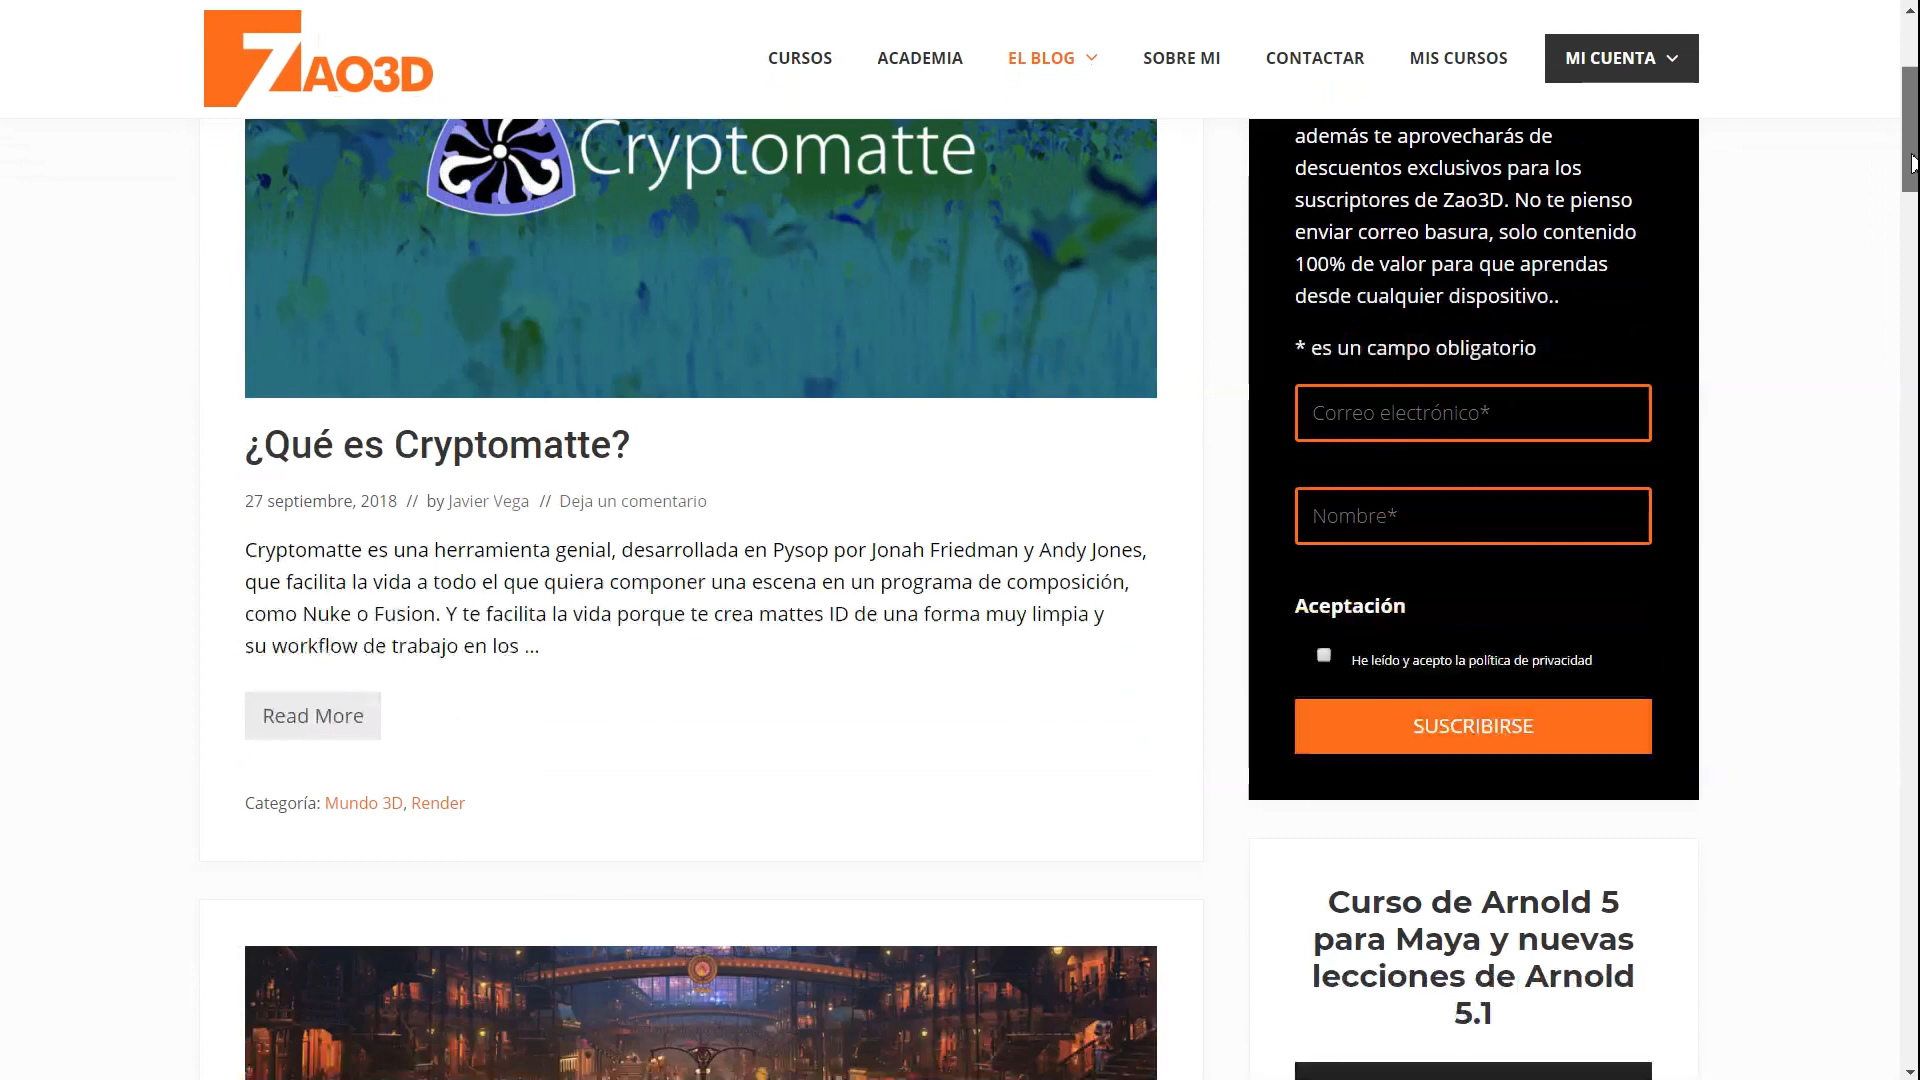 ZAO3D
CURSOS
ACADEMIA
EL BLOG
SOBRE MI
CONTACTAR
MIS CURSOS
MI CUENTA
Cryptomatte
¿Qué es Cryptomatte?
27 septiembre, 2018 // by Javier Vega // Deja un comentario
Cryptomatte es una herramienta genial, desarrollada en Pysop por Jonah Friedman y Andy Jones,
que facilita la vida a todo el que quiera componer una escena en un programa de composición,
como Nuke o Fusion. Y te facilita la vida porque te crea mattes ID de una forma muy limpia y
su workflow de trabajo en los ...
Read More
Categoría: Mundo 3D, Render
además te aprovecharás de
descuentos exclusivos para los
suscriptores de Zao3D. No te pienso
enviar correo basura, solo contenido
100% de valor para que aprendas
desde cualquier dispositivo..
* es un campo obligatorio
Correo electrónico*
Nombre*
Aceptación
He leído y acepto la política de privacidad
SUSCRIBIRSE
Curso de Arnold 5
para Maya y nuevas
lecciones de Arnold
5.1